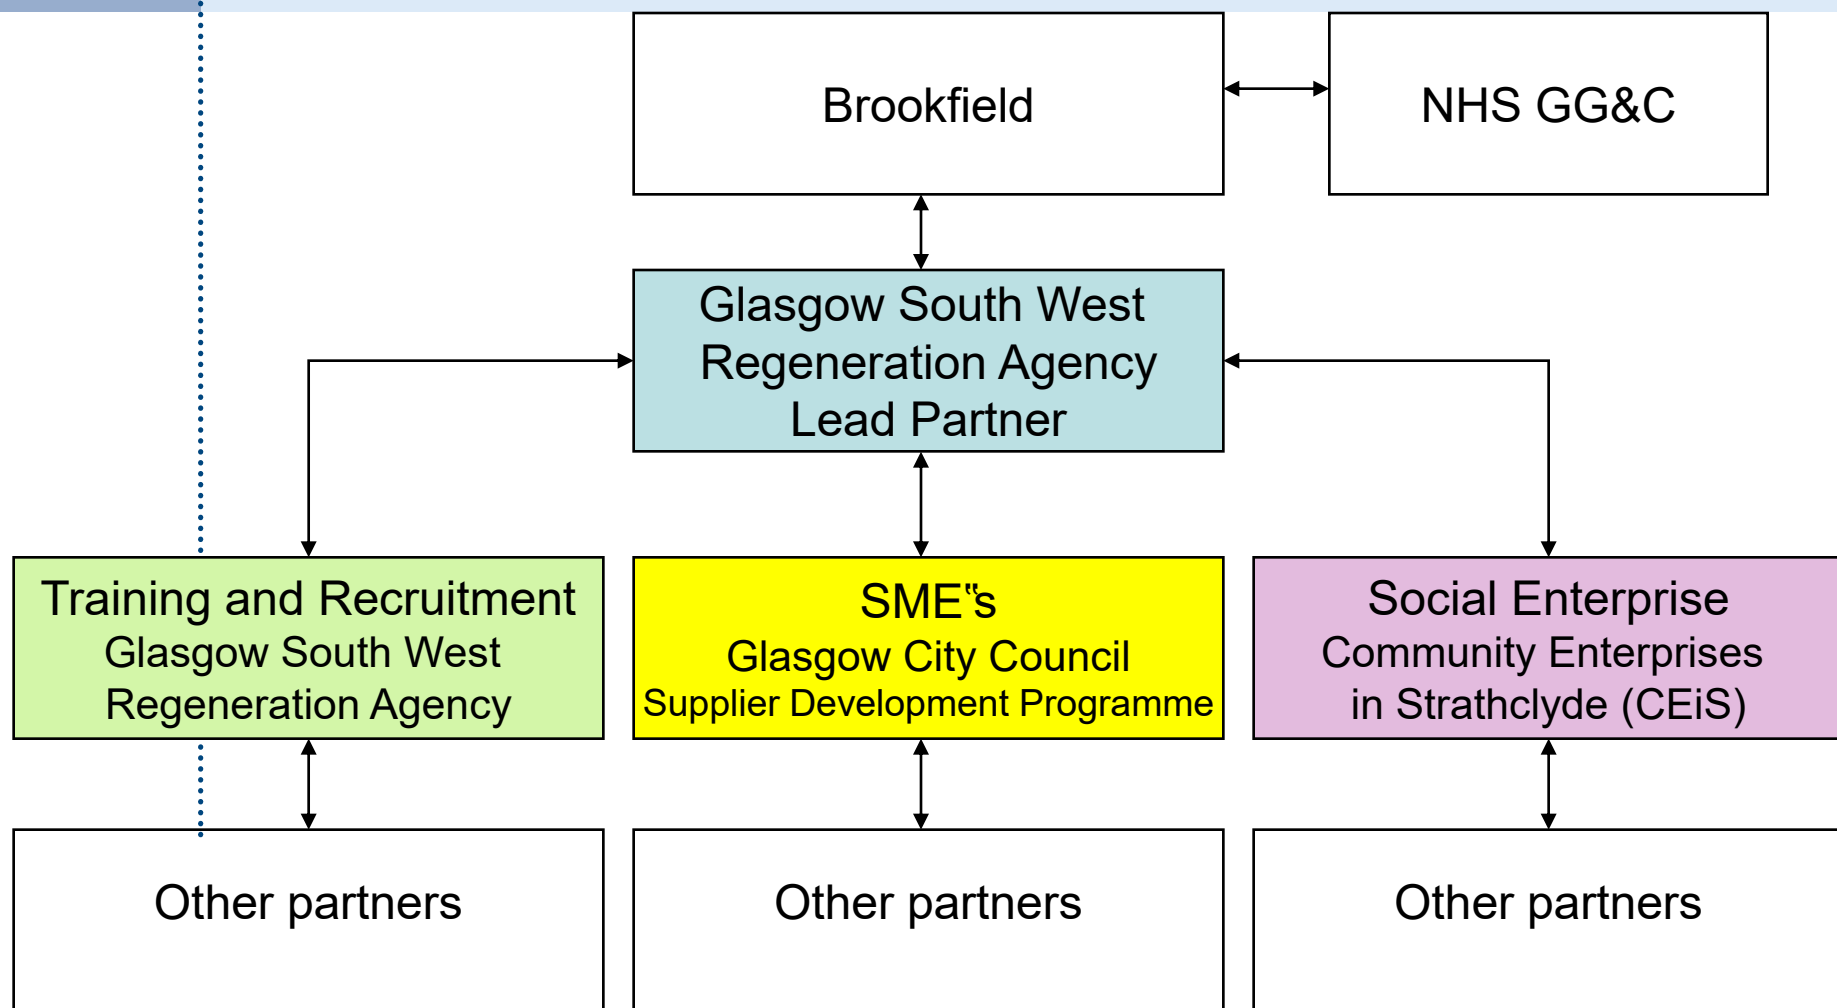 Brookfield
NHS GG&C
Glasgow South West
Regeneration Agency
Lead Partner
Training and Recruitment
Glasgow South West
Regeneration Agency
SME‟s
Glasgow City Council
Supplier Development Programme
Social Enterprise
Community Enterprises
in Strathclyde (CEiS)
Other partners
Other partners
Other partners